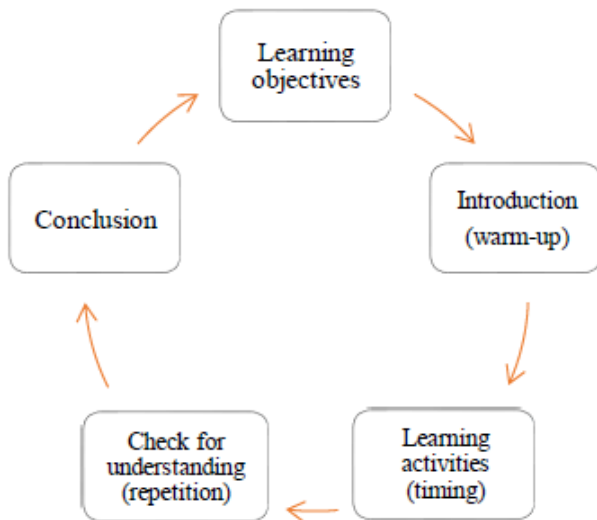 Learning
objectives
Introduction
(warm-up)
Learning
activities
(timing)
Check for
understanding
(repetition)
Conclusion